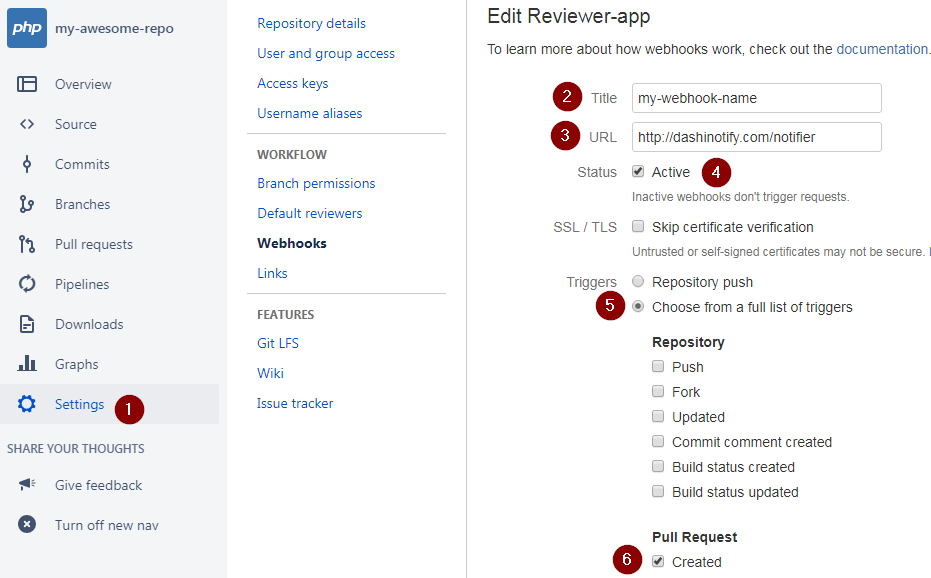 php
my-awesome-repo
Overview
Source
Commits
Branches
Pull requests
Pipelines
Downloads
Graphs
Settings 1
SHARE YOUR THOUGHTS
Give feedback
Turn off new nav
Repository details
User and group access
Access keys
Username aliases
WORKFLOW
Branch permissions
Default reviewers
Webhooks
Links
FEATURES
Git LFS
Wiki
Issue tracker
Edit Reviewer-app
To learn more about how webhooks work, check out the documentation.
2 Title my-webhook-name
3 URL http://dashinotify.com/notifier
Status Active 4
Inactive webhooks don't trigger requests.
SSL / TLS Skip certificate verification
Untrusted or self-signed certificates may not be secure.
Triggers Repository push
5 Choose from a full list of triggers
Repository
Push
Fork
Updated
Commit comment created
Build status created
Build status updated
Pull Request
6 Created